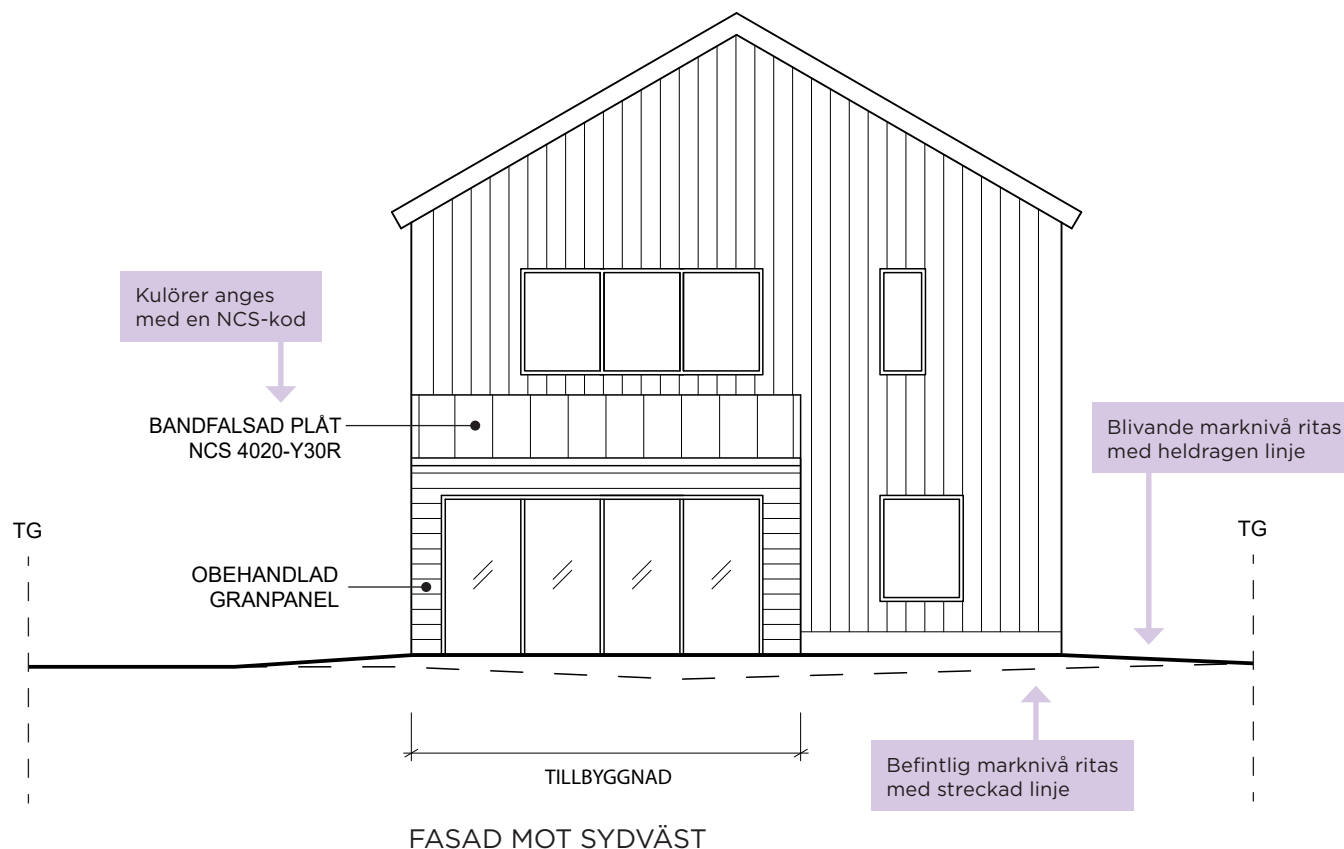 Kulörer anges
med en NCS-kod
BANDFALSAD PLÅT
NCS 4020-Y30R
Blivande marknivå ritas
med heldragen linje
TG
TG
OBEHANDLAD
GRANPANEL
TILLBYGGNAD
Befintlig marknivå ritas
med streckad linje
FASAD MOT SYDVÄST